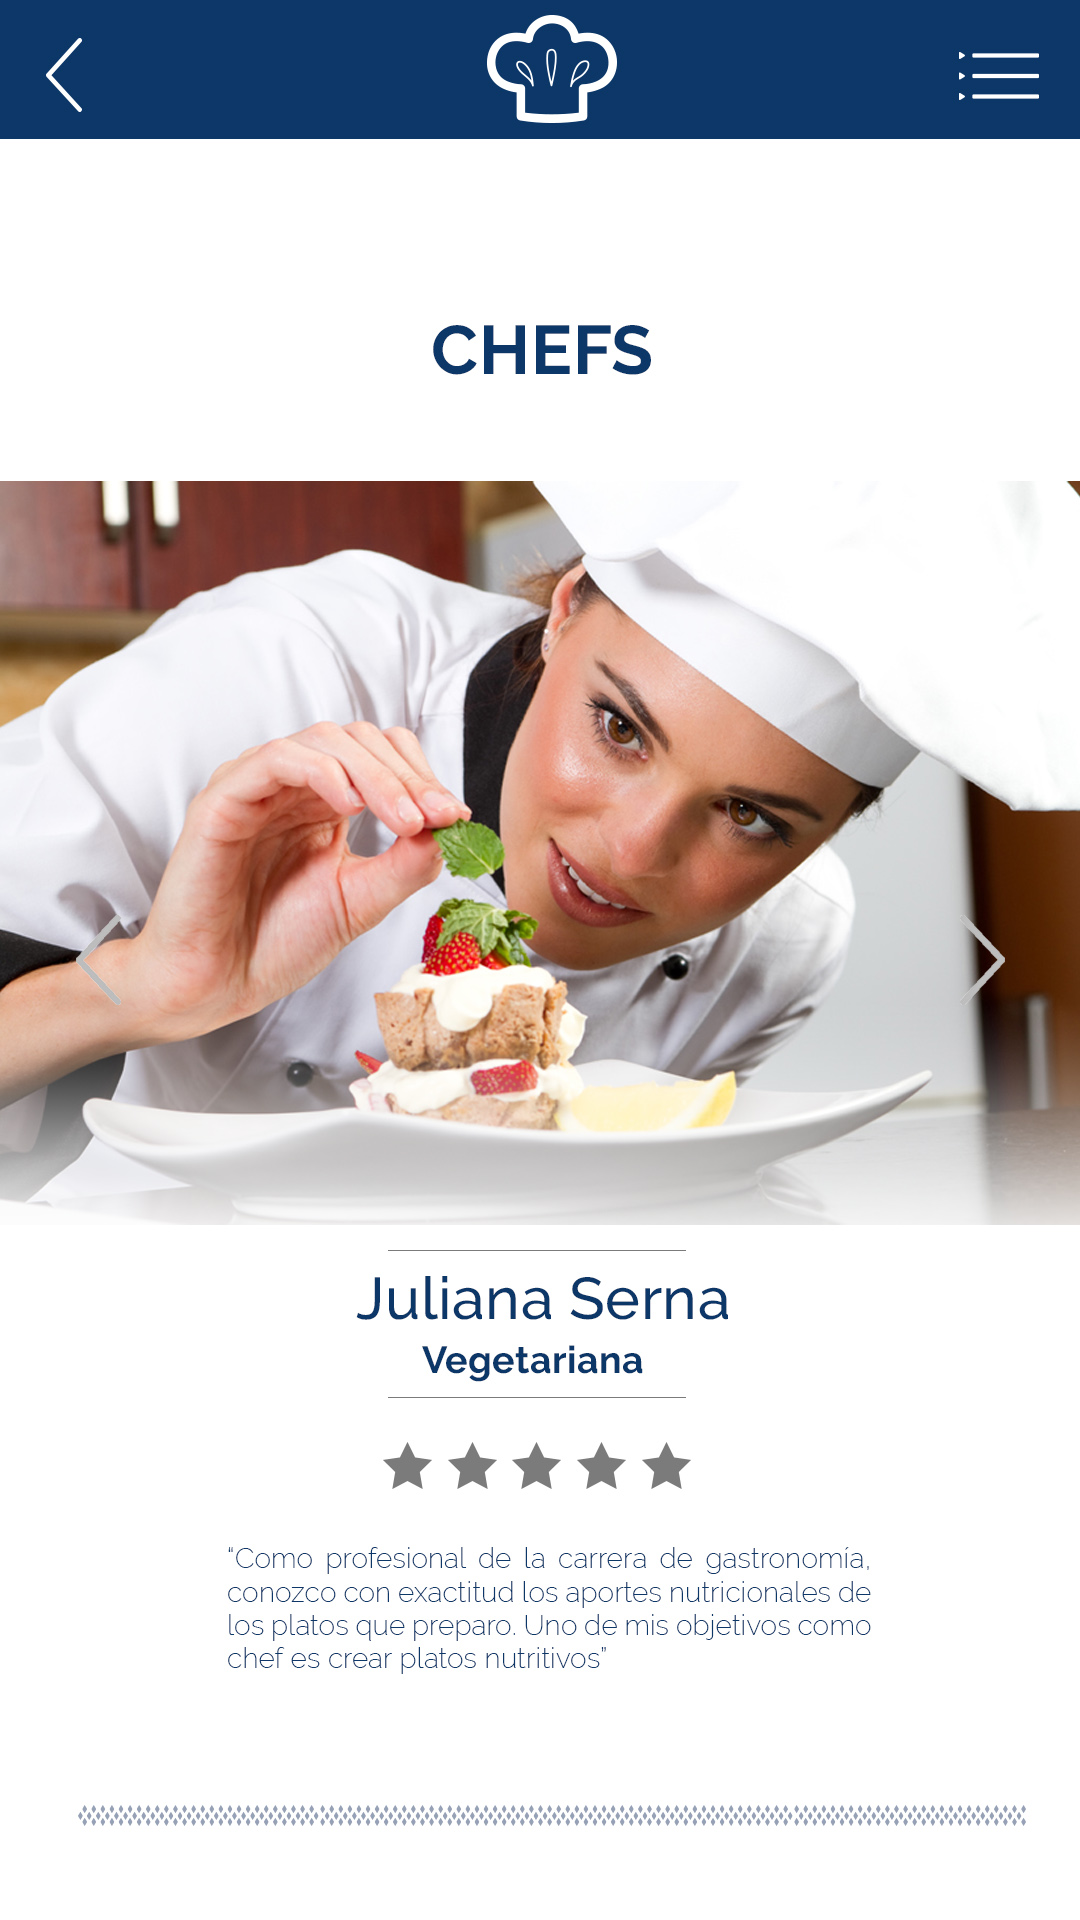 CHEFS
Juliana Serna
Vegetariana
“Como profesional de la carrera de gastronomía,
conozco con exactitud los aportes nutricionales de
los platos que preparo. Uno de mis objetivos como
chef es crear platos nutritivos”